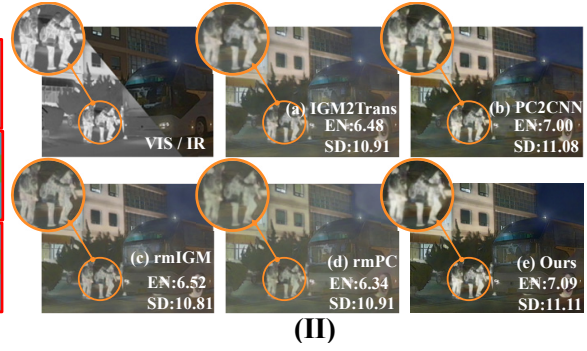 VIS / IR
(a) IGM2Trans
EN:6.48
SD:10.91
(b) PC2CNN
EN:7.00
SD:11.08
(c) rmIGM
EN:6.52
SD:10.81
(d) rmPC
EN:6.34
SD:10.91
(e) Ours
EN:7.09
SD:11.11
(II)